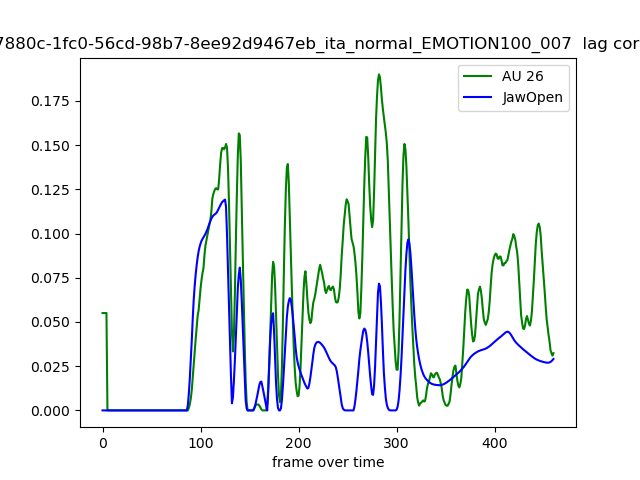 7880c-1fc0-56cd-98b7-8ee92d9467eb_ita_normal_EMOTION100_007 lag cor
AU 26
JawOpen
0.175
0.150
0.125
0.100
0.075
0.050
0.025
0.000
0 100 200 300 400
frame over time